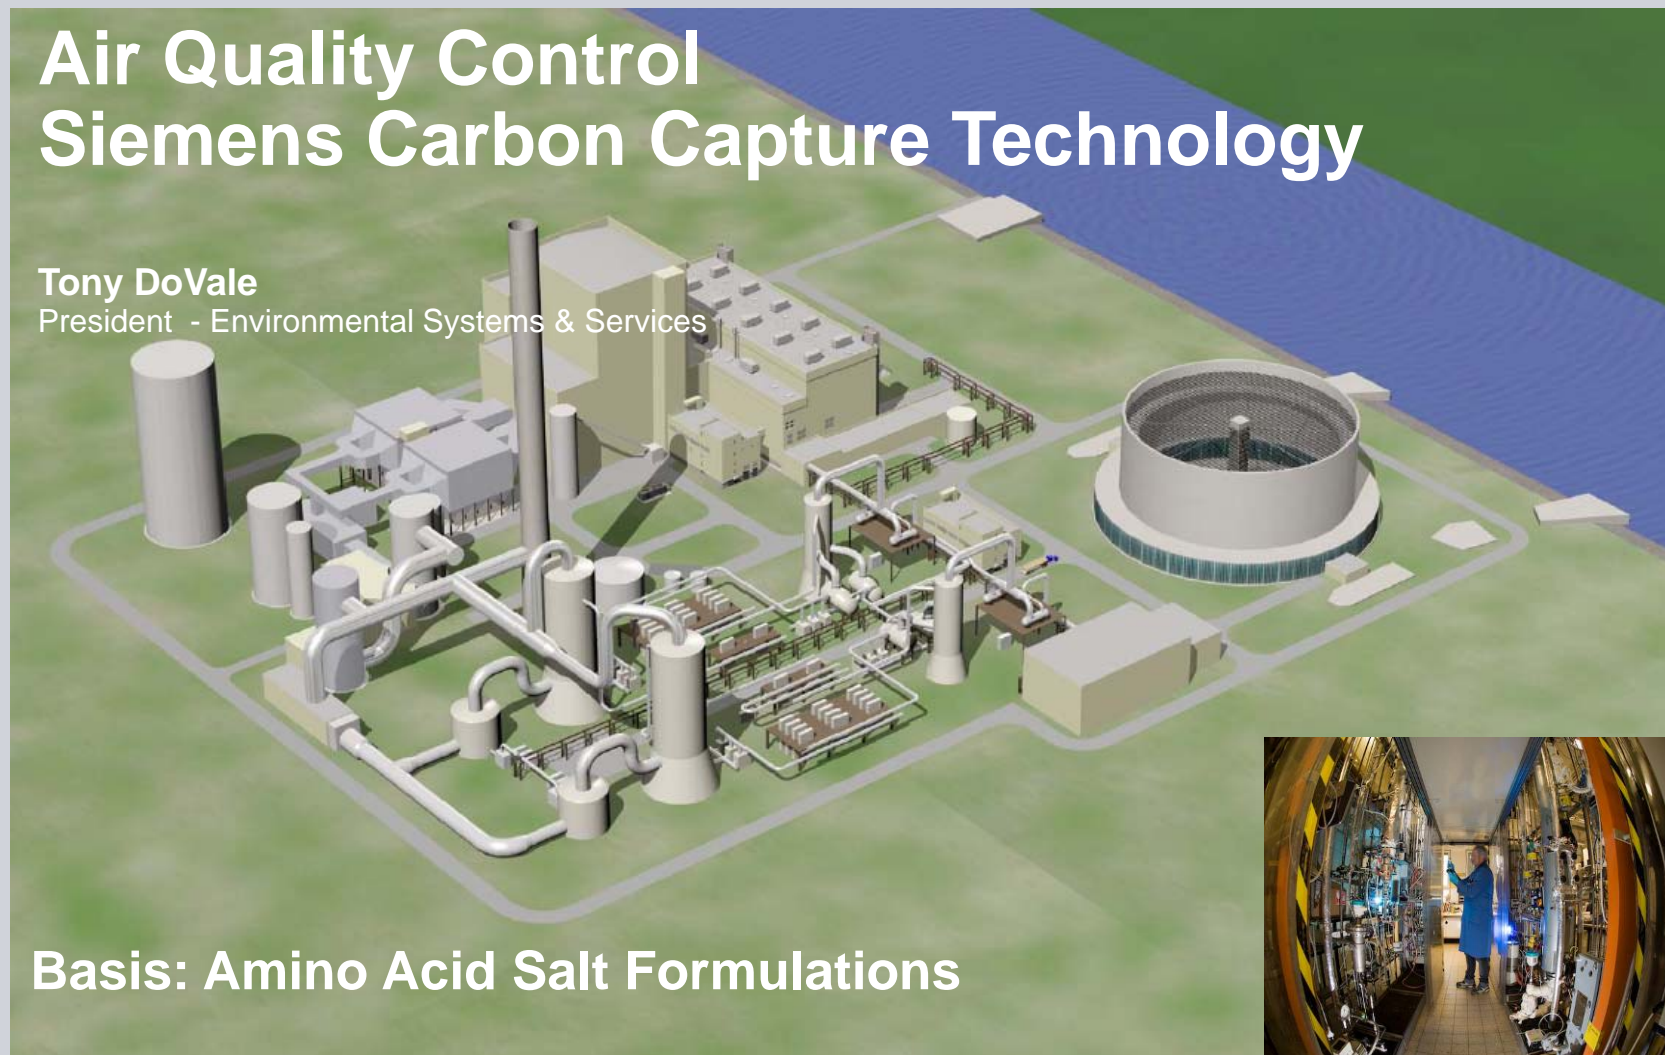 Air Quality Control
Siemens Carbon Capture Technology
Tony DoVale
President - Environmental Systems & Services
Basis: Amino Acid Salt Formulations